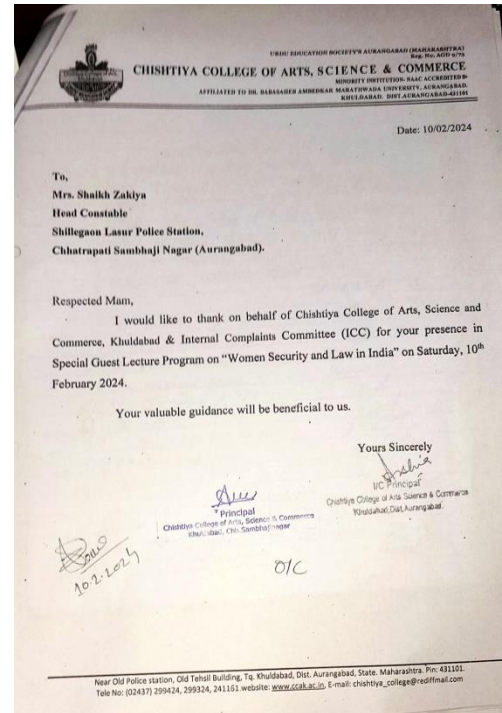 URDU EDUCATION SOCIETY'S AURANGABAD (MAHARASHTRA)
CHISHTIYA COLLEGE OF ARTS, SCIENCE & COMMERCE
MINORITY INSTITUTION- NAAC ACCREDITED B
AFFILIATED TO DR. BABASAHEB AMBEDKAR MARATHWADA UNIVERSITY, AURANGABAD.
KHULDABAD. DIST.AURANGABAD-431101
Date: 10/02/2024
To,
Mrs. Shaikh Zakiya
Head Constable
Shillegaon Lasur Police Station,
Chhatrapati Sambhaji Nagar (Aurangabad).
Respected Mam,
I would like to thank on behalf of Chishtiya College of Arts, Science and
Commerce, Khuldabad & Internal Complaints Committee (ICC) for your presence in
Special Guest Lecture Program on "Women Security and Law in India" on Saturday, 10th
February 2024.
Your valuable guidance will be beneficial to us.
Yours Sincerely
I/C Principal
Chishtiya College of Arts, Science & Commerce
Khuldabad, Dist.Aurangabad.
Principal
Chishtiya College of Arts, Science & Commerce
Khuldabad, Chh. Sambhajinagar
10.2.2024
O/C
Near Old Police station, Old Tehsil Building, Tq. Khuldabad, Dist. Aurangabad, State. Maharashtra. Pin: 431101.
Tele No: (02437) 299424, 299324, 241161.website: www.ccak.ac.in, E-mail: chishtiya_college@rediffmail.com